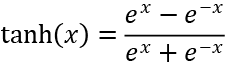 tanh(x) = (e^x − e^{−x}) / (e^x + e^{−x})